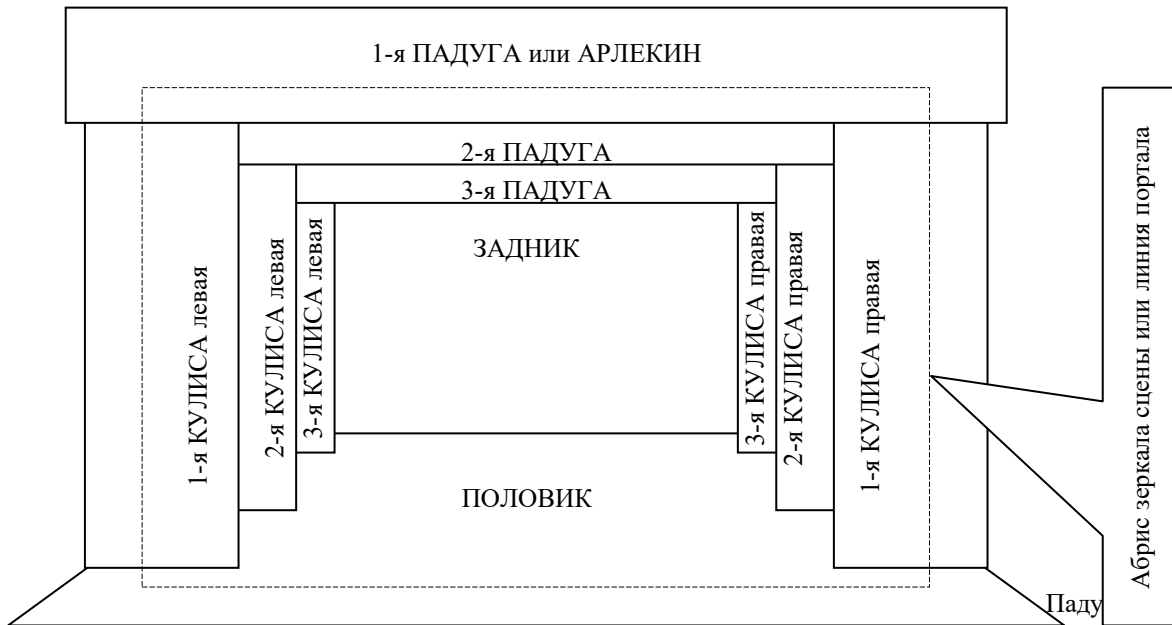 1-я ПАДУГА или АРЛЕКИН
2-я ПАДУГА
3-я ПАДУГА
ЗАДНИК
1-я КУЛИСА левая
2-я КУЛИСА левая
3-я КУЛИСА левая
3-я КУЛИСА правая
2-я КУЛИСА правая
1-я КУЛИСА правая
Абрис зеркала сцены или линия портала
ПОЛОВИК
Паду